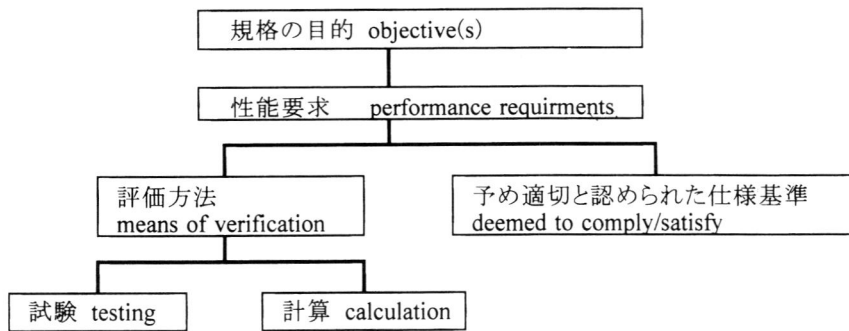 規格の目的 objective(s)
性能要求 performance requirments
評価方法
means of verification
予め適切と認められた仕様基準
deemed to comply/satisfy
試験 testing
計算 calculation